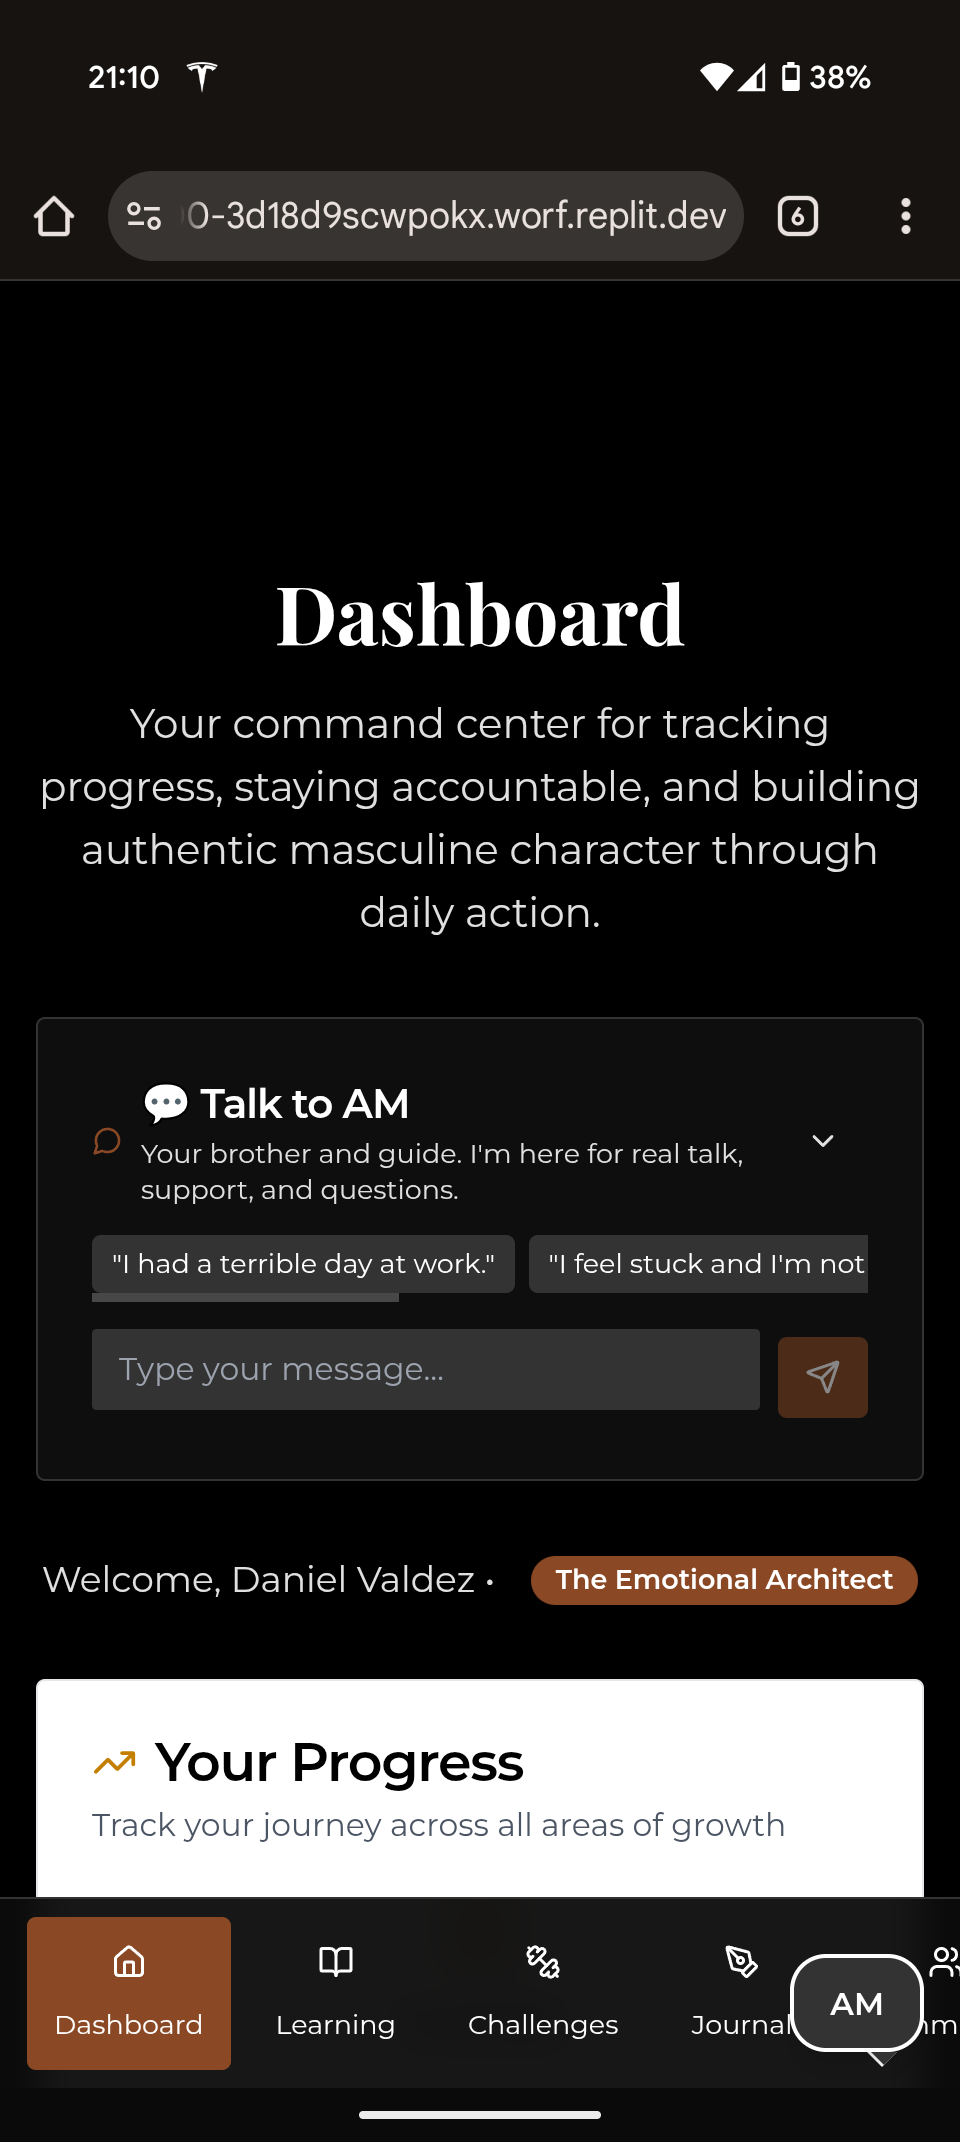 21:10
38%
0-3d18d9scwpokx.worf.replit.dev
6
Dashboard
Your command center for tracking
progress, staying accountable, and building
authentic masculine character through
daily action.
💬 Talk to AM
Your brother and guide. I'm here for real talk,
support, and questions.
"I had a terrible day at work."
"I feel stuck and I'm not
Type your message...
Welcome, Daniel Valdez •
The Emotional Architect
Your Progress
Track your journey across all areas of growth
Dashboard
Learning
Challenges
Journal
AM